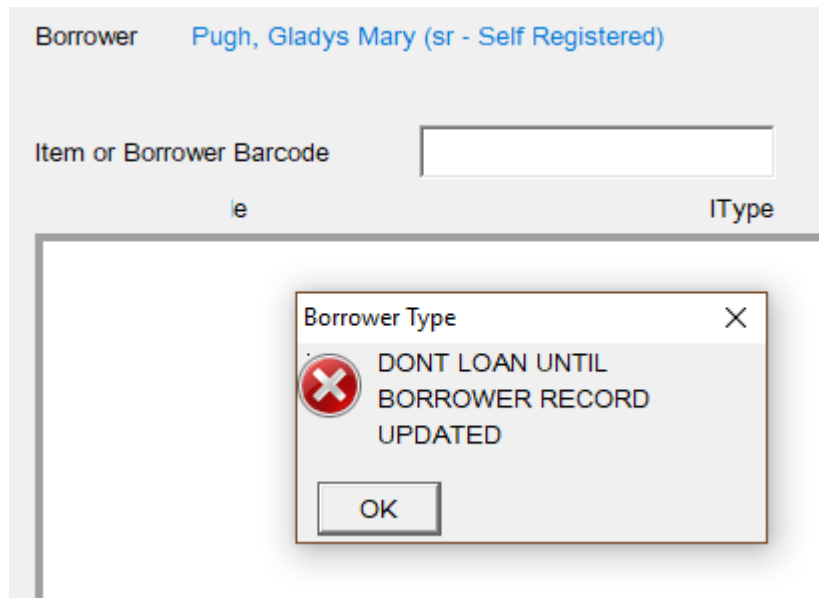 Borrower Pugh, Gladys Mary (sr - Self Registered)
Item or Borrower Barcode
le IType
Borrower Type
DONT LOAN UNTIL
BORROWER RECORD
UPDATED
OK